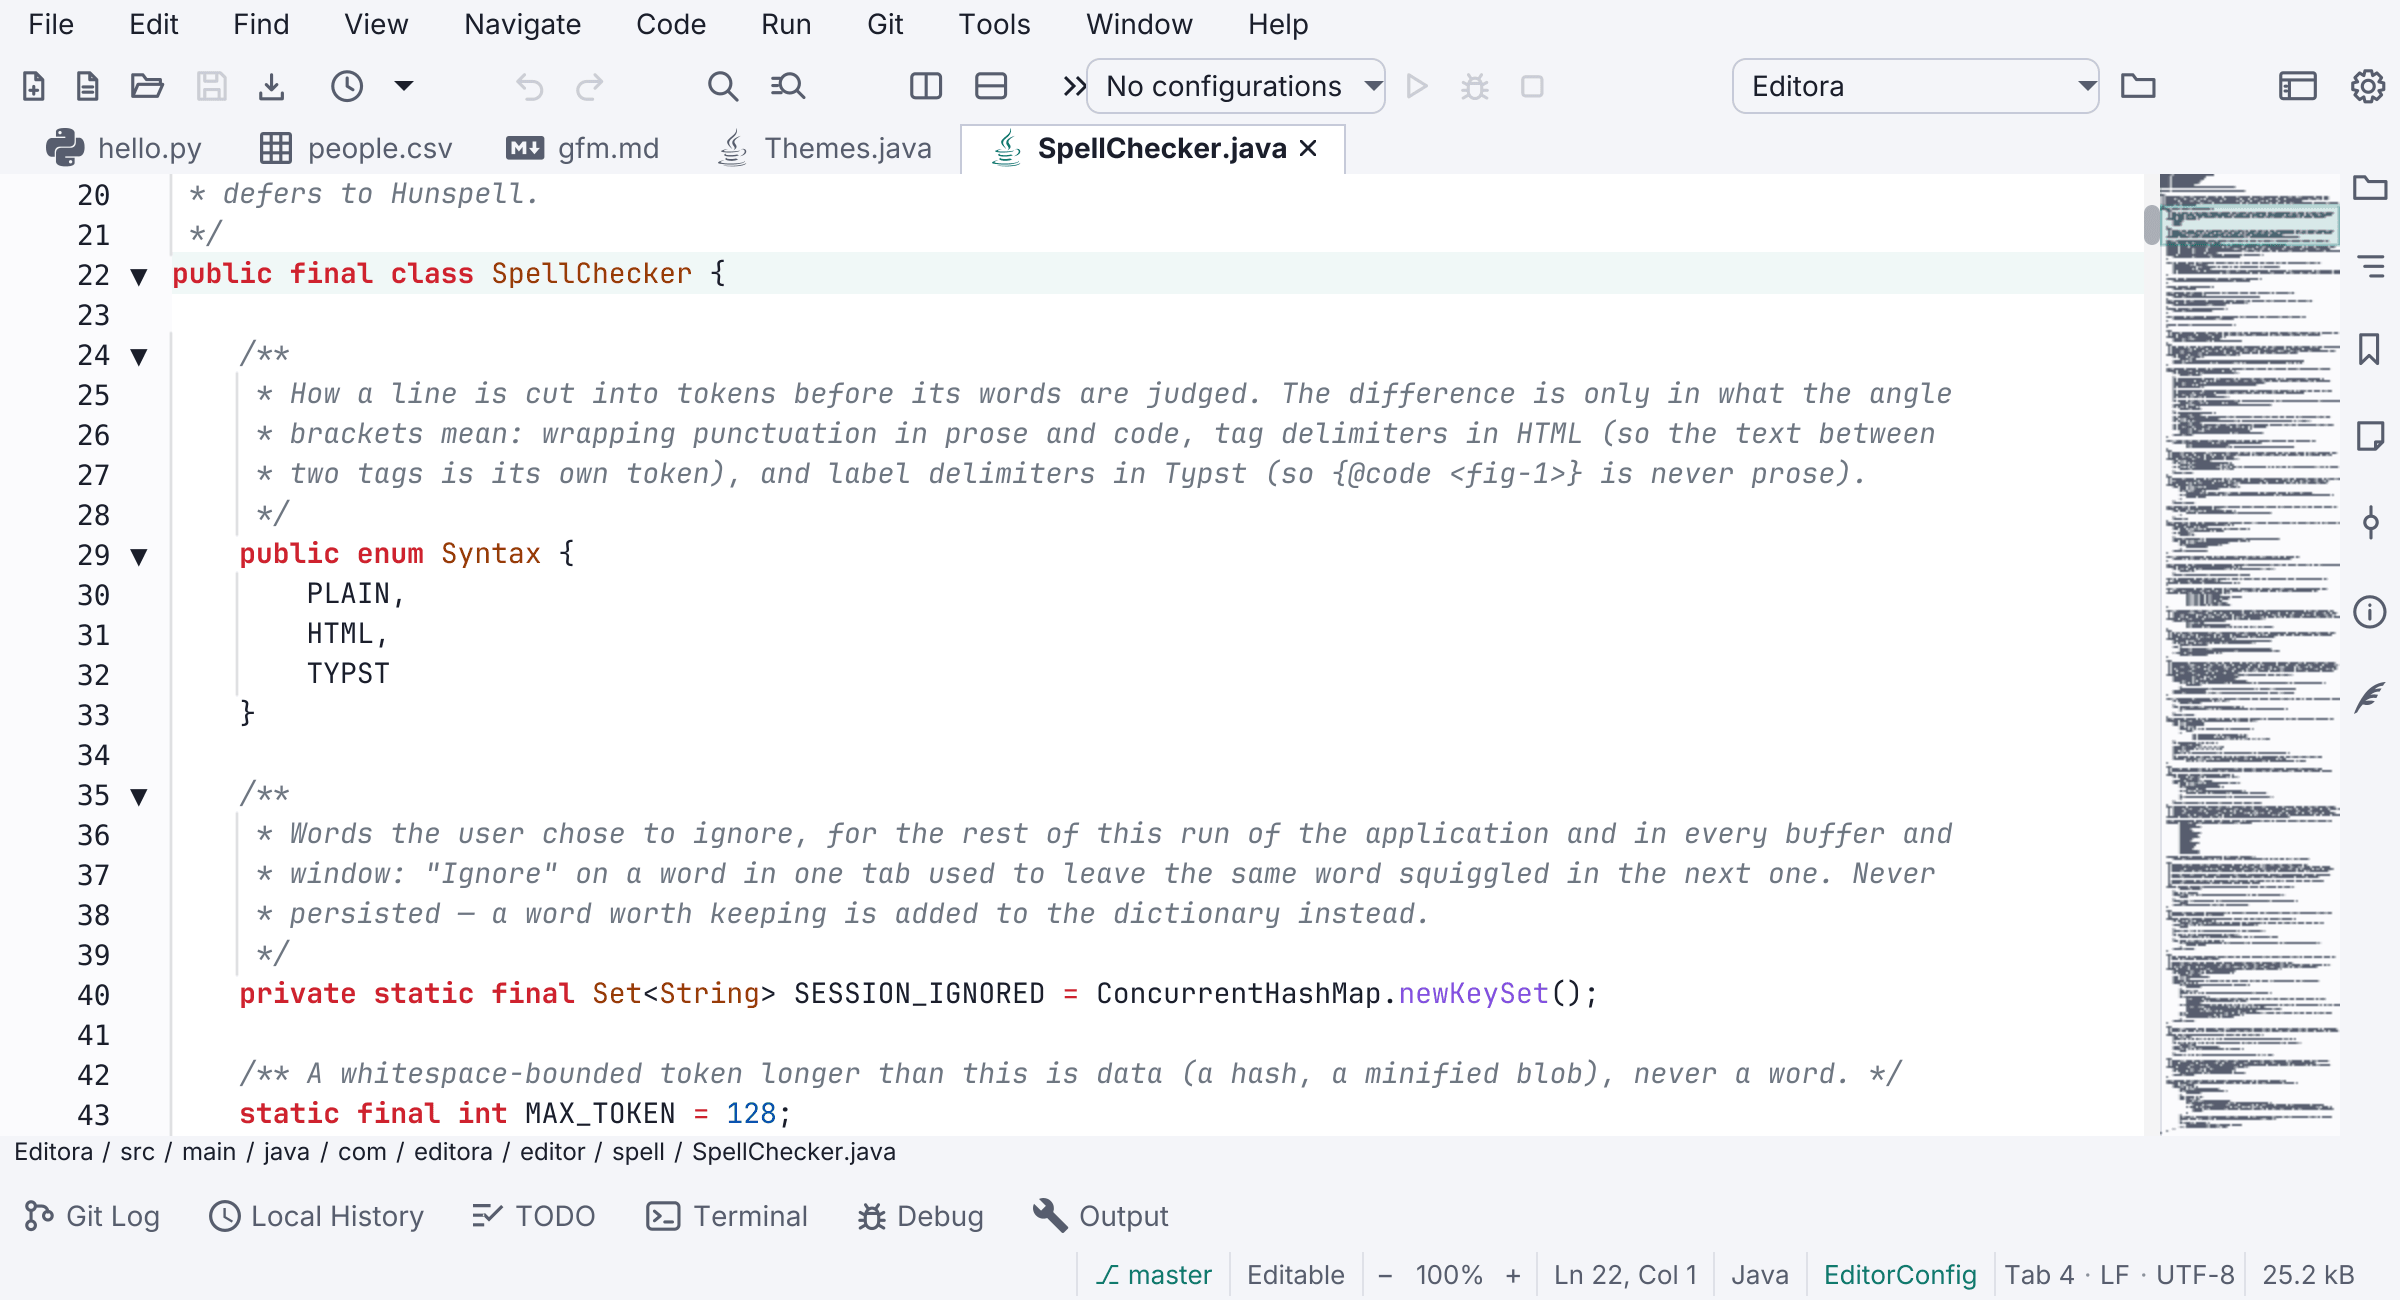 File Edit Find View Navigate Code Run Git Tools Window Help
No configurations Editora
hello.py people.csv gfm.md Themes.java SpellChecker.java
20 * defers to Hunspell.
21 */
22 public final class SpellChecker {
23
24 /**
25 * How a line is cut into tokens before its words are judged. The difference is only in what the angle
26 * brackets mean: wrapping punctuation in prose and code, tag delimiters in HTML (so the text between
27 * two tags is its own token), and label delimiters in Typst (so {@code <fig-1>} is never prose).
28 */
29 public enum Syntax {
30 PLAIN,
31 HTML,
32 TYPST
33 }
34
35 /**
36 * Words the user chose to ignore, for the rest of this run of the application and in every buffer and
37 * window: "Ignore" on a word in one tab used to leave the same word squiggled in the next one. Never
38 * persisted — a word worth keeping is added to the dictionary instead.
39 */
40 private static final Set<String> SESSION_IGNORED = ConcurrentHashMap.newKeySet();
41
42 /** A whitespace-bounded token longer than this is data (a hash, a minified blob), never a word. */
43 static final int MAX_TOKEN = 128;
Editora / src / main / java / com / editora / editor / spell / SpellChecker.java
Git Log Local History TODO Terminal Debug Output
master Editable − 100% + Ln 22, Col 1 Java EditorConfig Tab 4 · LF · UTF-8 25.2 kB